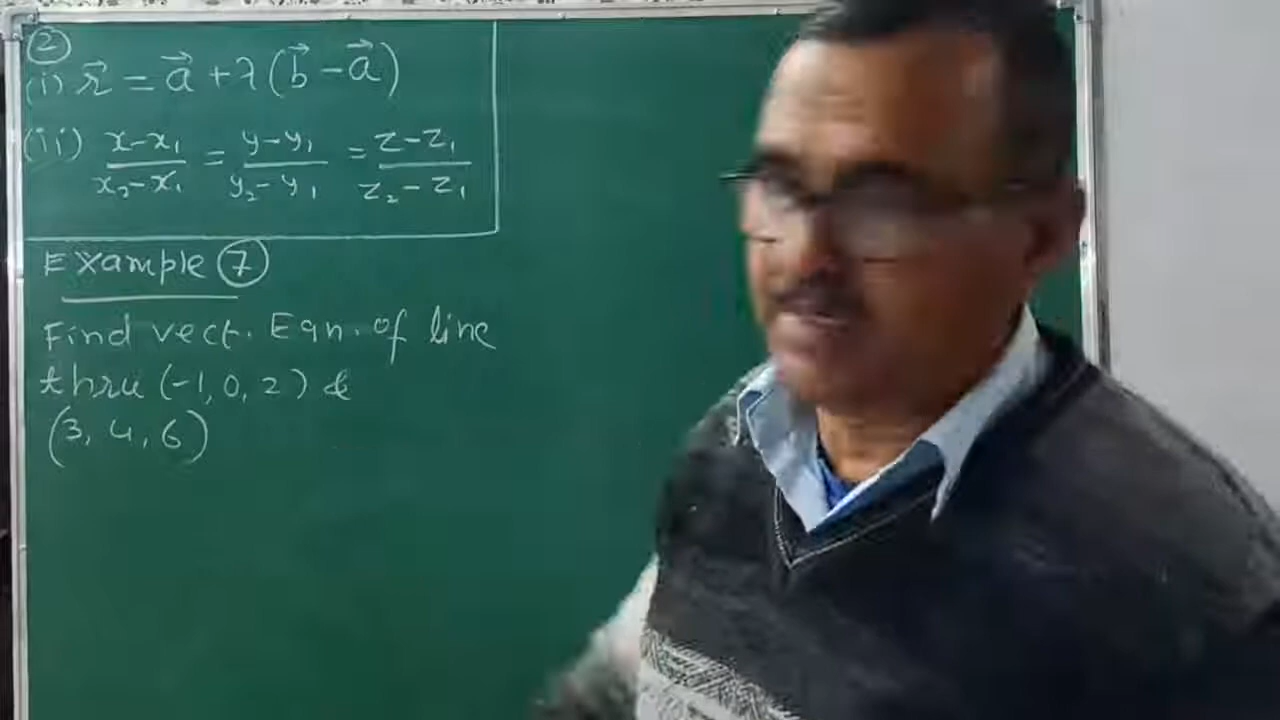 ②
(i) r⃗ = a⃗ + λ(b⃗ - a⃗)
(ii) x-x₁/x₂-x₁ = y-y₁/y₂-y₁ = z-z₁/z₂-z₁
Example ⑦
Find vect. Eqn. of line
thru (-1, 0, 2) &
(3, 4, 6)